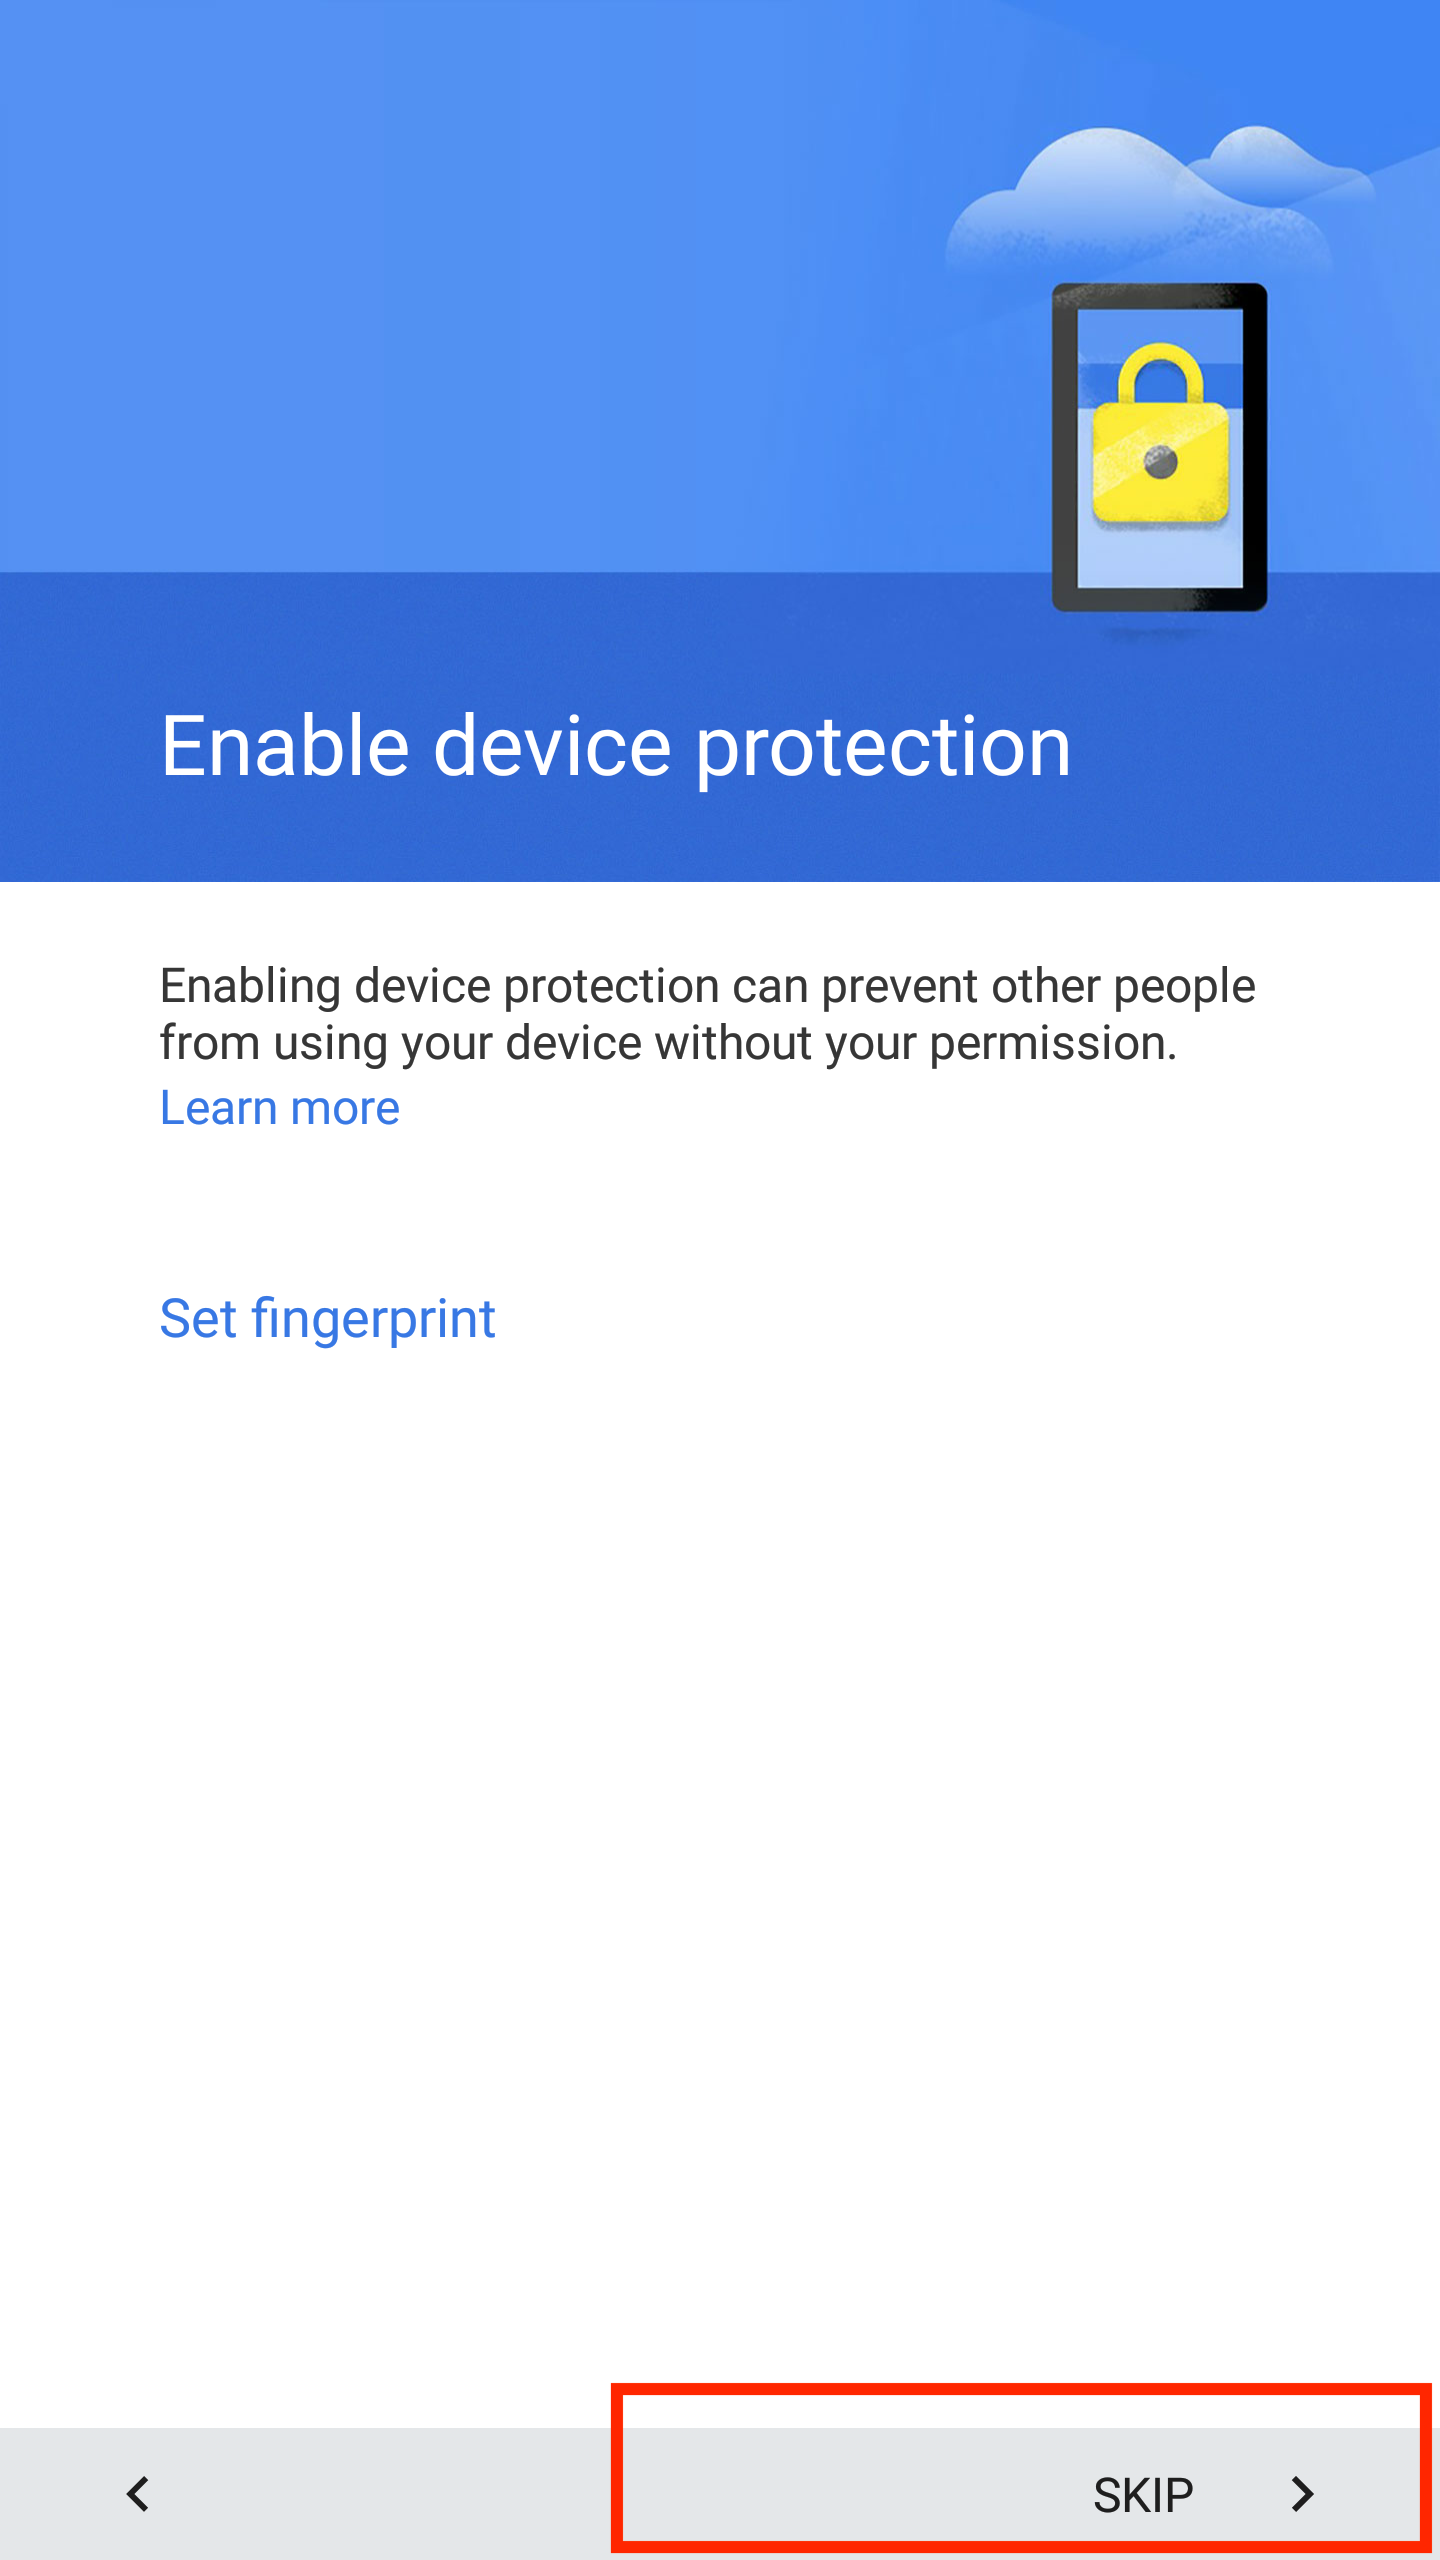 Enable device protection
Enabling device protection can prevent other people
from using your device without your permission.
Learn more
Set fingerprint
SKIP